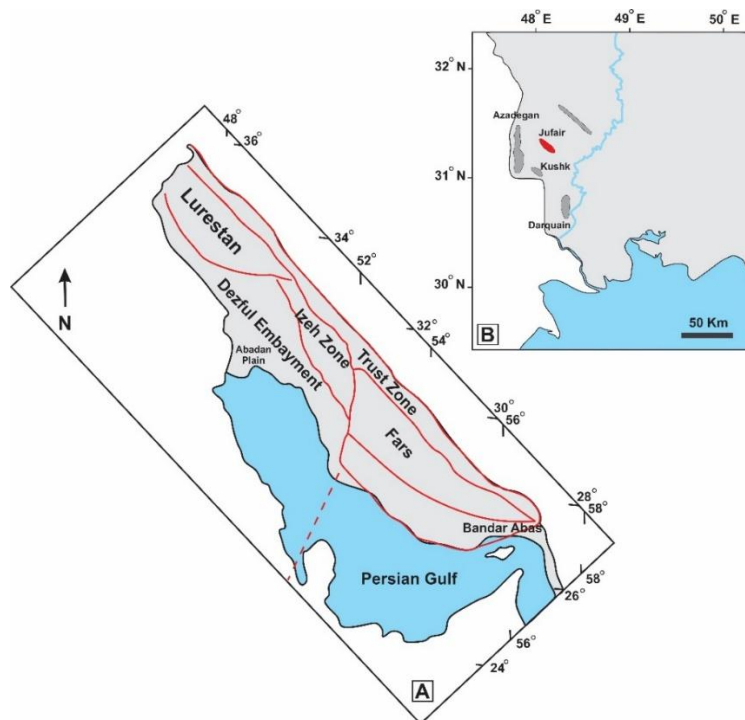 48° E
49° E
50° E
32° N
31° N
30° N
Azadegan
Jufair
Kushk
Darquain
50 Km
B
48°
36°
34°
52°
32°
54°
30°
56°
28°
58°
58°
26°
56°
24°
N
Lurestan
Dezful Embayment
Izeh Zone
Trust Zone
Abadan
Plain
Fars
Bandar Abas
Persian Gulf
A